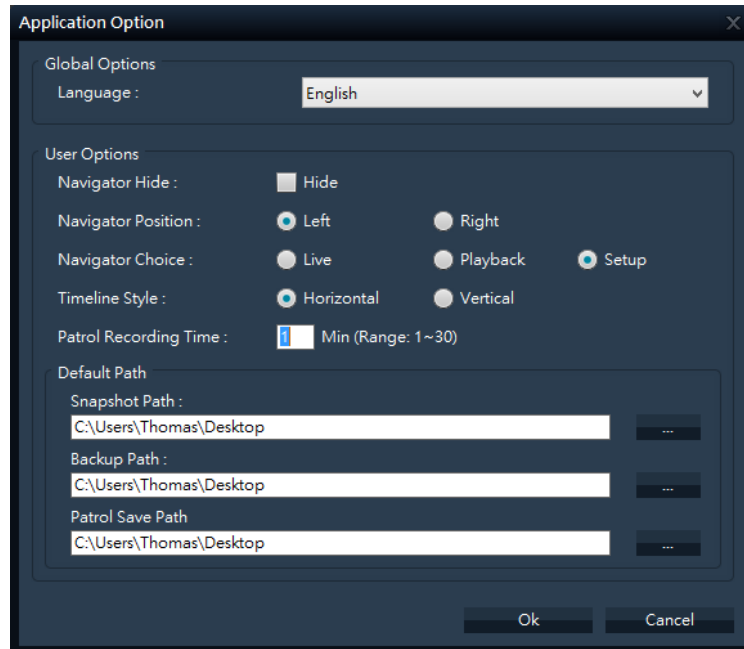 Application Option
Global Options
Language : English
User Options
Navigator Hide : Hide
Navigator Position : Left Right
Navigator Choice : Live Playback Setup
Timeline Style : Horizontal Vertical
Patrol Recording Time : 1 Min (Range: 1~30)
Default Path
Snapshot Path :
C:\Users\Thomas\Desktop ...
Backup Path :
C:\Users\Thomas\Desktop ...
Patrol Save Path
C:\Users\Thomas\Desktop ...
Ok Cancel